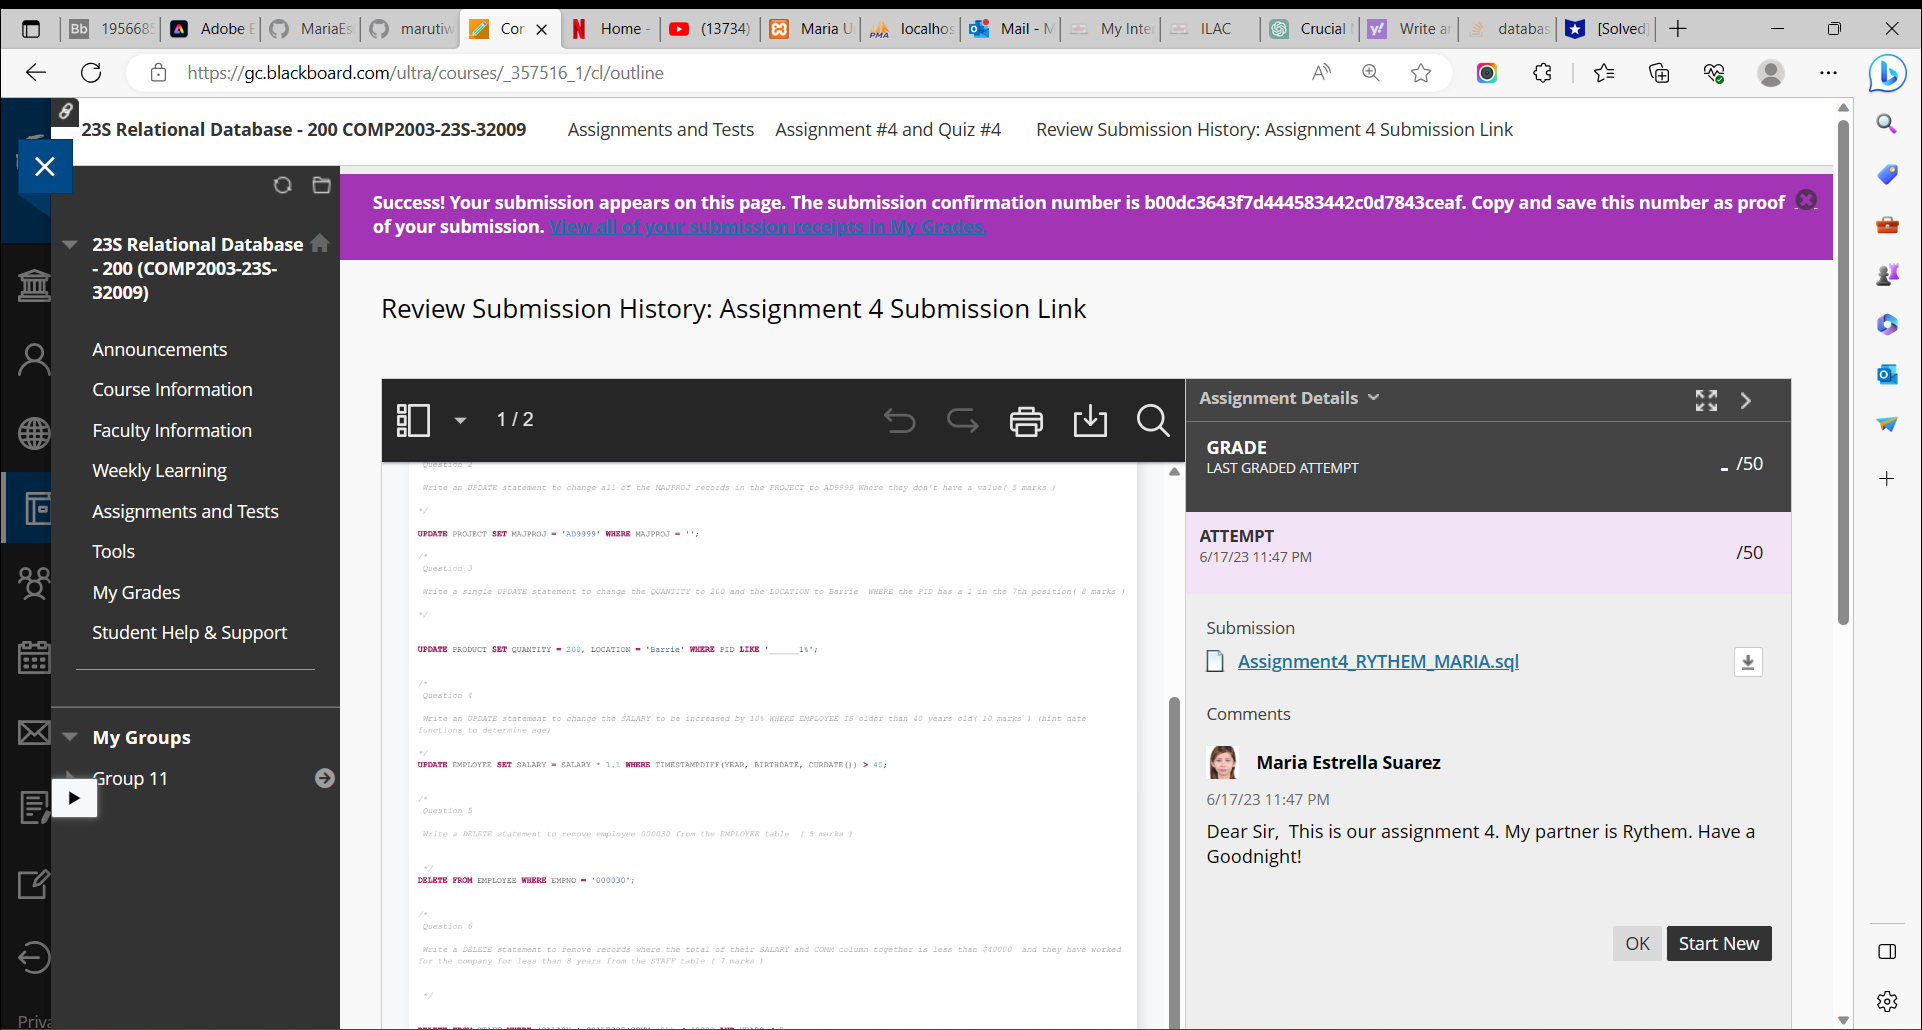 Bb 195668
Adobe E
MariaEs
marutiw
Cor
Home -
(13734)
Maria U
localhos
Mail - M
My Inte
ILAC
Crucial
Write ar
databas
[Solved]
https://gc.blackboard.com/ultra/courses/_357516_1/cl/outline
23S Relational Database - 200 COMP2003-23S-32009 Assignments and Tests Assignment #4 and Quiz #4 Review Submission History: Assignment 4 Submission Link
Success! Your submission appears on this page. The submission confirmation number is b00dc3643f7d444583442c0d7843ceaf. Copy and save this number as proof
of your submission. View all of your submission receipts in My Grades.
23S Relational Database
- 200 (COMP2003-23S-
32009)
Announcements
Course Information
Faculty Information
Weekly Learning
Assignments and Tests
Tools
My Grades
Student Help & Support
My Groups
Group 11
Priva
Review Submission History: Assignment 4 Submission Link
1 / 2
Question 2
Write an UPDATE statement to change all of the MAJPROJ records in the PROJECT to AD9999 Where they don't have a value( 5 marks )
*/
UPDATE PROJECT SET MAJPROJ = 'AD9999' WHERE MAJPROJ = '';
/*
Question 3
Write a single UPDATE statement to change the QUANTITY to 200 and the LOCATION to Barrie WHERE the PID has a 1 in the 7th position( 8 marks )
*/
UPDATE PRODUCT SET QUANTITY = 200, LOCATION = 'Barrie' WHERE PID LIKE '______1%';
/*
Question 4
Write an UPDATE statement to change the SALARY to be increased by 10% WHERE EMPLOYEE IS older than 40 years old( 10 marks ) (hint date
functions to determine age)
*/
UPDATE EMPLOYEE SET SALARY = SALARY * 1.1 WHERE TIMESTAMPDIFF(YEAR, BIRTHDATE, CURDATE()) > 40;
/*
Question 5
Write a DELETE statement to remove employee 000030 from the EMPLOYEE table ( 5 marks )
*/
DELETE FROM EMPLOYEE WHERE EMPNO = '000030';
/*
Question 6
Write a DELETE statement to remove records where the total of their SALARY and COMM column together is less than $40000 and they have worked
for the company for less than 8 years from the STAFF table ( 7 marks )
*/
Assignment Details
GRADE
LAST GRADED ATTEMPT
- /50
ATTEMPT
6/17/23 11:47 PM
/50
Submission
Assignment4_RYTHEM_MARIA.sql
Comments
Maria Estrella Suarez
6/17/23 11:47 PM
Dear Sir, This is our assignment 4. My partner is Rythem. Have a
Goodnight!
OK
Start New